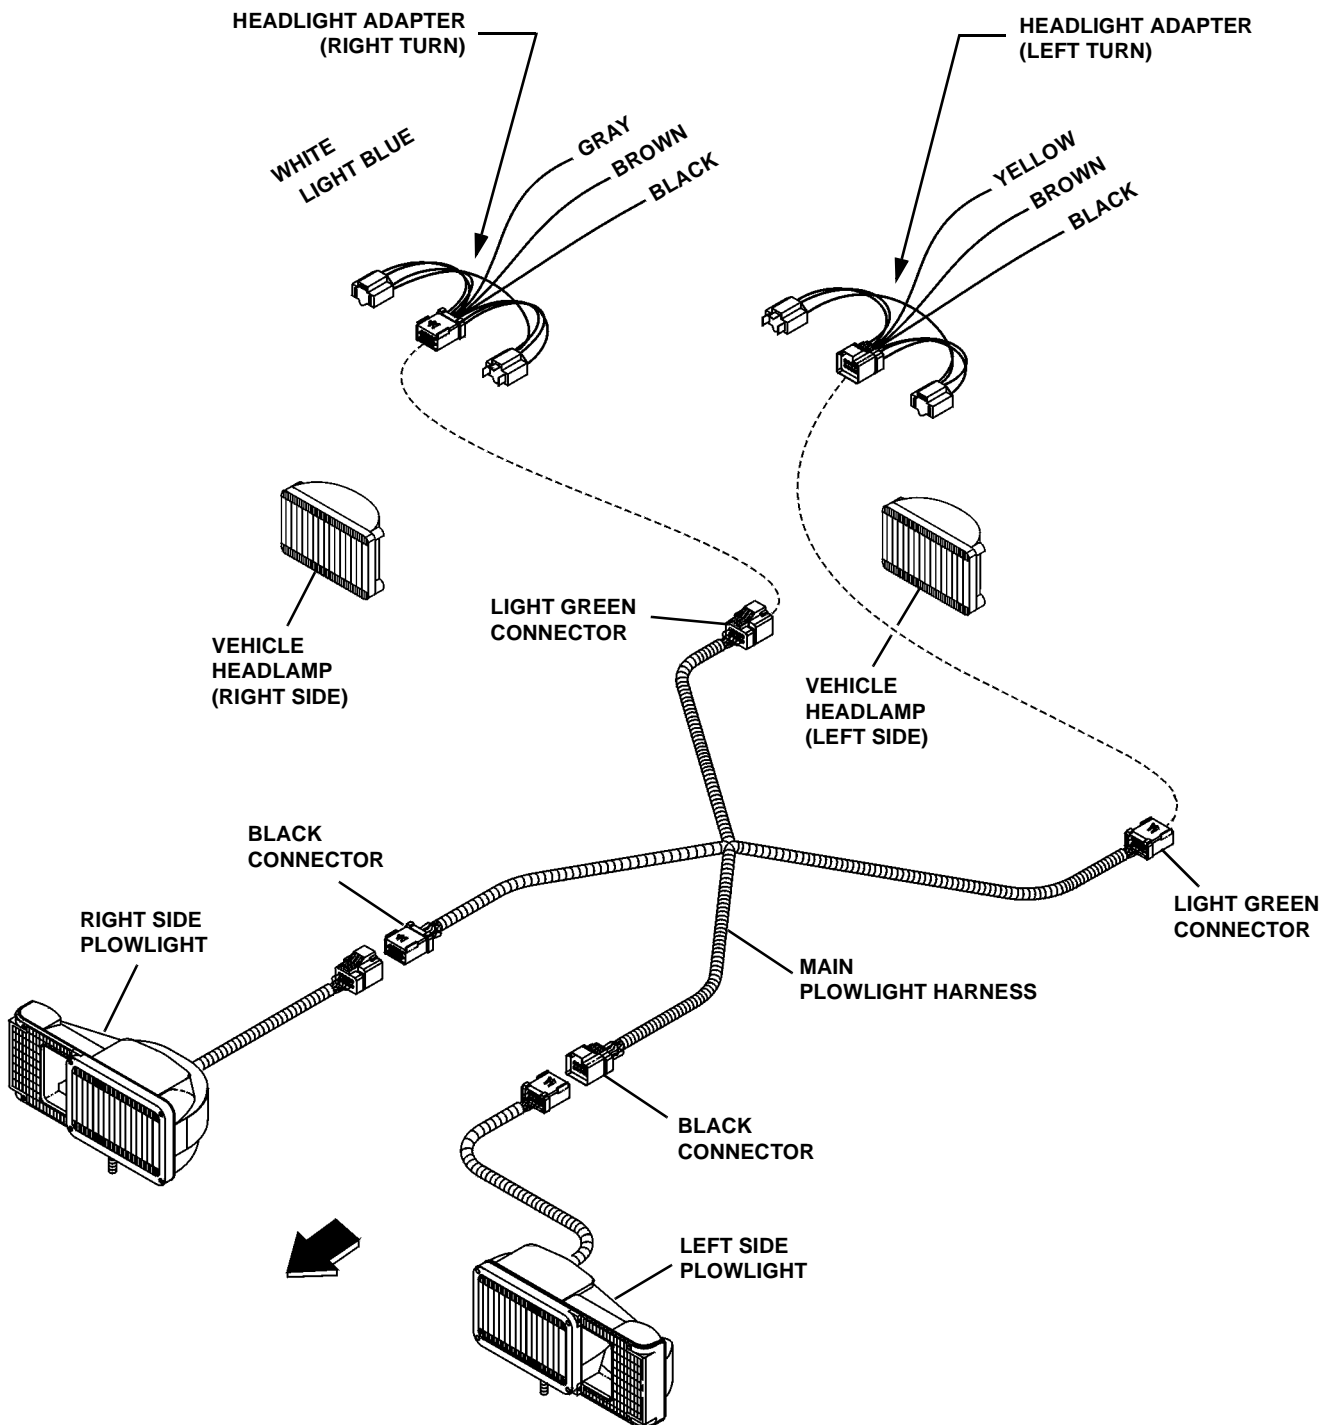 HEADLIGHT ADAPTER
(RIGHT TURN)
HEADLIGHT ADAPTER
(LEFT TURN)
WHITE
LIGHT BLUE
GRAY
BROWN
BLACK
YELLOW
BROWN
BLACK
VEHICLE
HEADLAMP
(RIGHT SIDE)
LIGHT GREEN
CONNECTOR
VEHICLE
HEADLAMP
(LEFT SIDE)
BLACK
CONNECTOR
RIGHT SIDE
PLOWLIGHT
LIGHT GREEN
CONNECTOR
MAIN
PLOWLIGHT HARNESS
BLACK
CONNECTOR
LEFT SIDE
PLOWLIGHT